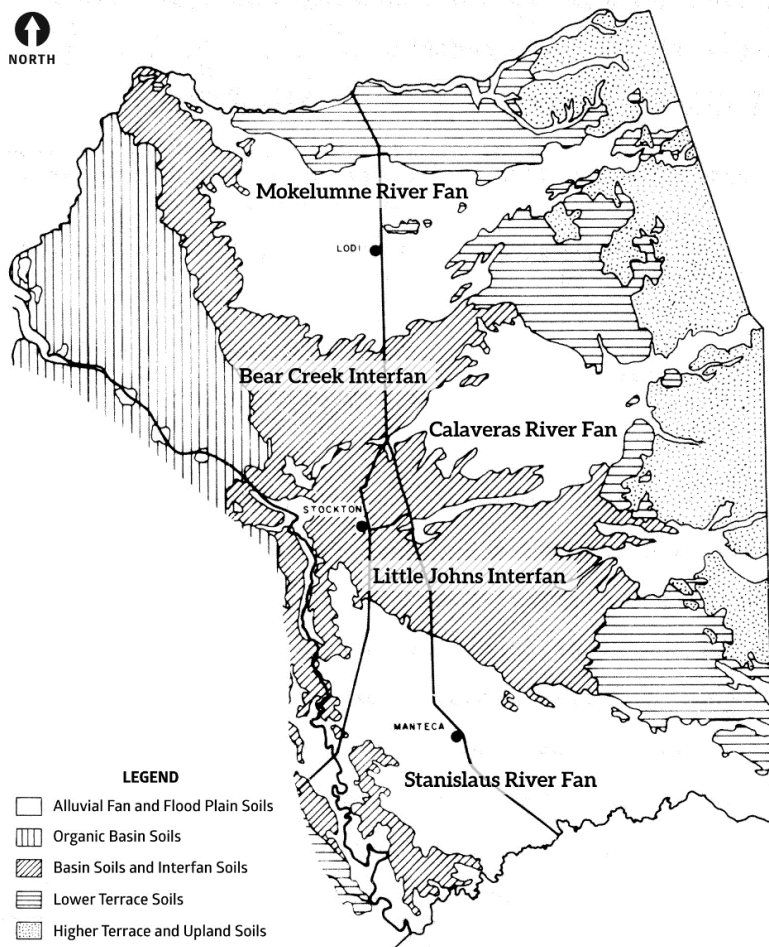 NORTH
Mokelumne River Fan
LODI
Bear Creek Interfan
Calaveras River Fan
STOCKTON
Little Johns Interfan
MANTECA
Stanislaus River Fan
LEGEND
Alluvial Fan and Flood Plain Soils
Organic Basin Soils
Basin Soils and Interfan Soils
Lower Terrace Soils
Higher Terrace and Upland Soils